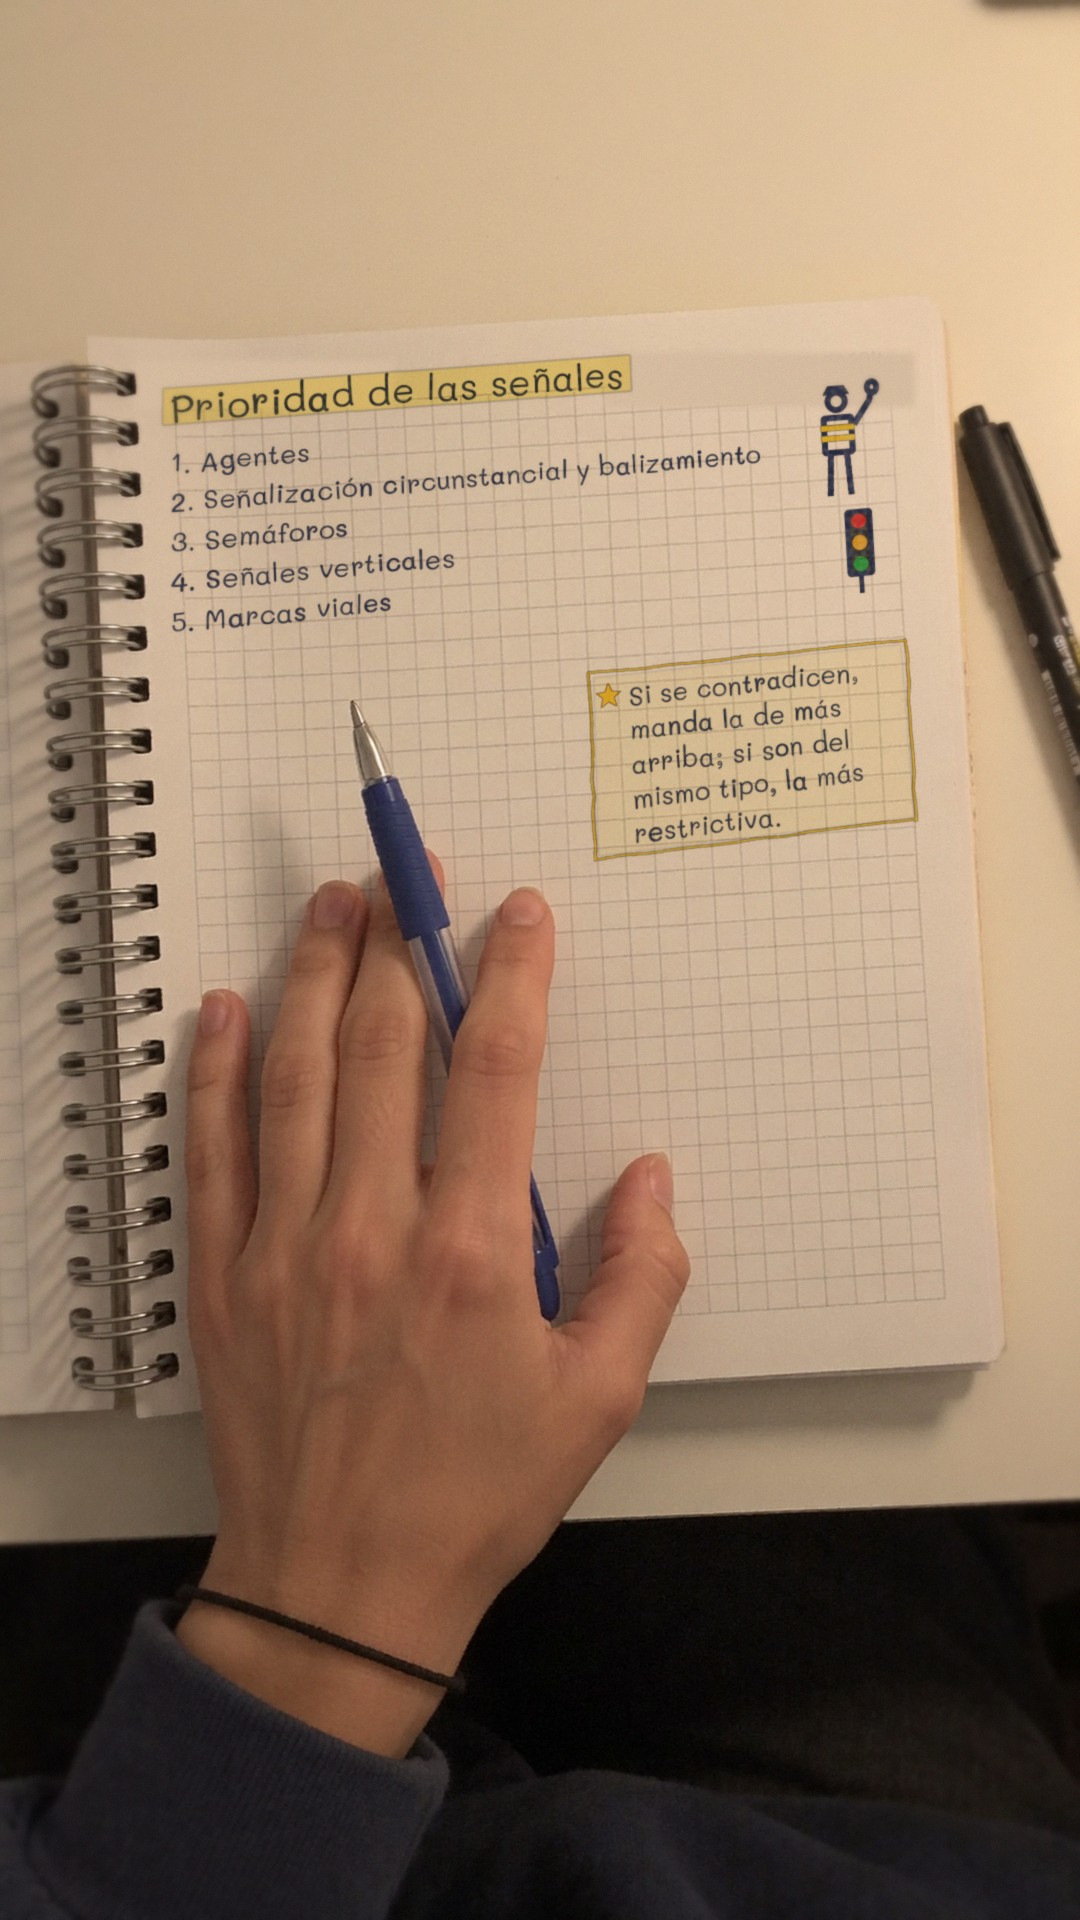 Prioridad de las señales
1. Agentes
2. Señalización circunstancial y balizamiento
3. Semáforos
4. Señales verticales
5. Marcas viales
Si se contradicen,
manda la de más
arriba; si son del
mismo tipo, la más
restrictiva.